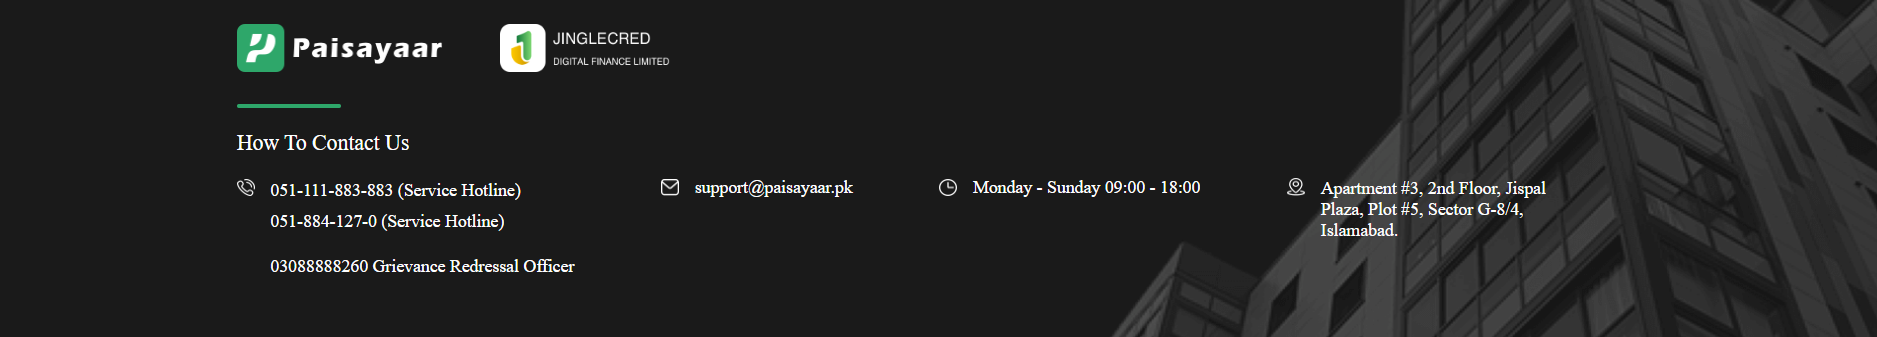 Paisayaar
JINGLECRED
DIGITAL FINANCE LIMITED
How To Contact Us
051-111-883-883 (Service Hotline)
051-884-127-0 (Service Hotline)
03088888260 Grievance Redressal Officer
support@paisayaar.pk
Monday - Sunday 09:00 - 18:00
Apartment #3, 2nd Floor, Jispal
Plaza, Plot #5, Sector G-8/4,
Islamabad.